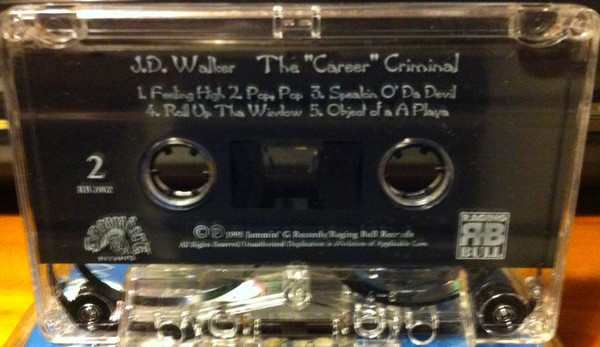 J.D. Walker The "Career" Criminal
1. Feeling High 2. Pop, Pop 3. Speakin O' Da Devil
4. Roll Up Tha Window 5. Object of a A Playa
2
© Ⓟ 1995 Jammin' G Records/Raging Bull Records
All Rights Reserved Unauthorized Duplication is a Violation of Applicable Laws
RAGING
RB
BULL